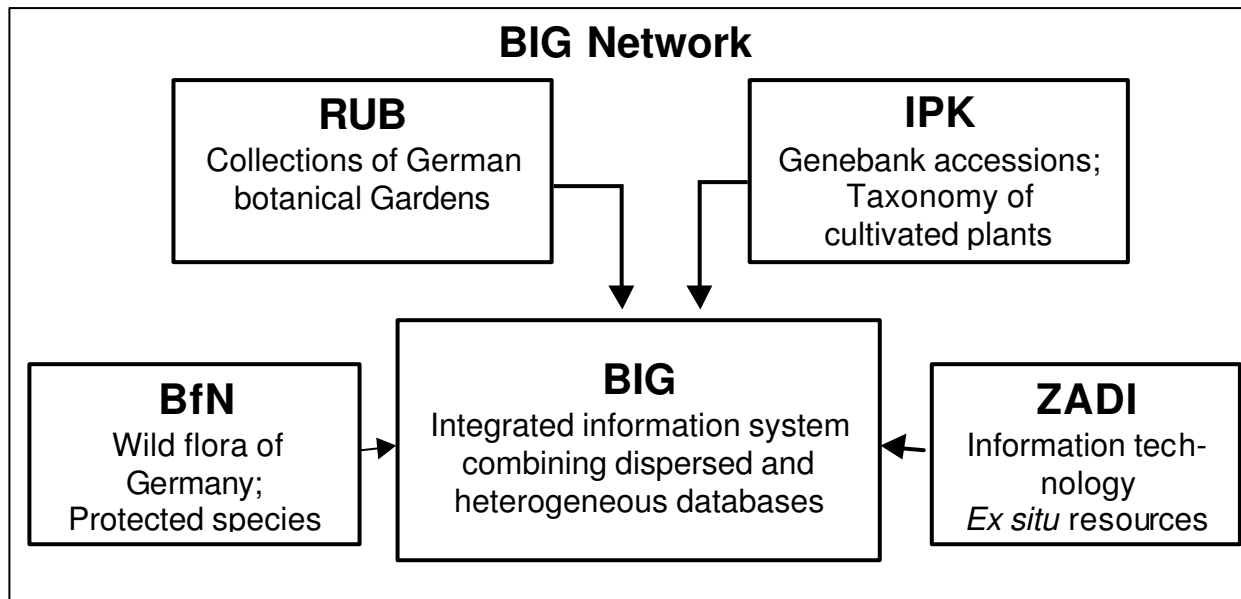 BIG Network
RUB
Collections of German
botanical Gardens
IPK
Genebank accessions;
Taxonomy of
cultivated plants
BfN
Wild flora of
Germany;
Protected species
BIG
Integrated information system
combining dispersed and
heterogeneous databases
ZADI
Information tech-
nology
Ex situ resources